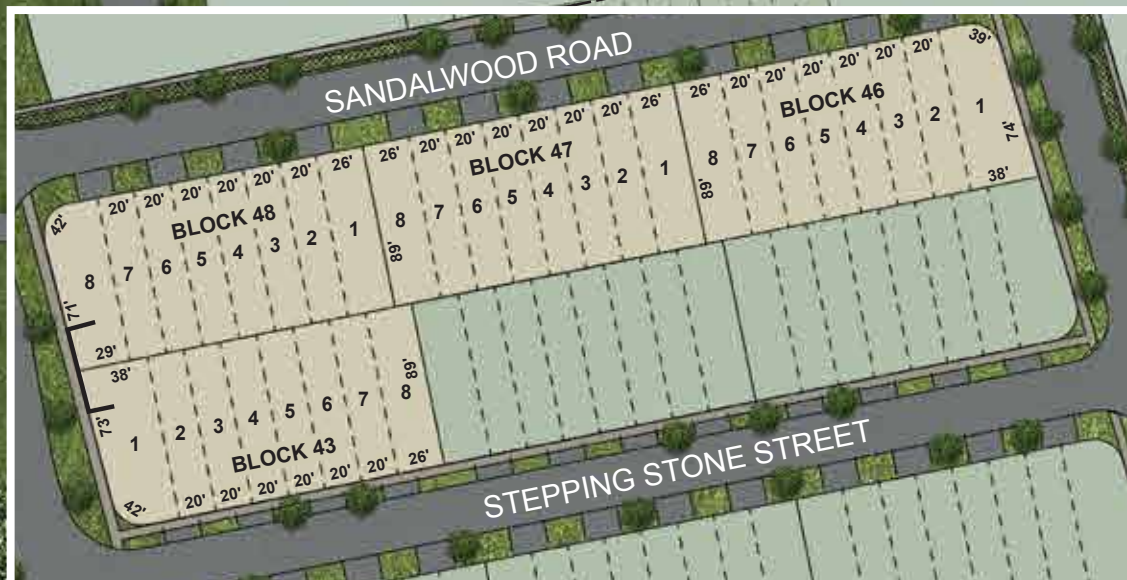 SANDALWOOD ROAD
42' 20' 20' 20' 20' 20' 20' 26'
BLOCK 48
8 7 6 5 4 3 2 1
71'
29'
26' 20' 20' 20' 20' 20' 20' 26'
BLOCK 47
8 7 6 5 4 3 2 1
89'
26' 20' 20' 20' 20' 20' 20' 39'
BLOCK 46
8 7 6 5 4 3 2 1
89'
74'
38'
38'
73'
89'
1 2 3 4 5 6 7 8
BLOCK 43
42' 20' 20' 20' 20' 20' 20' 26'
STEPPING STONE STREET